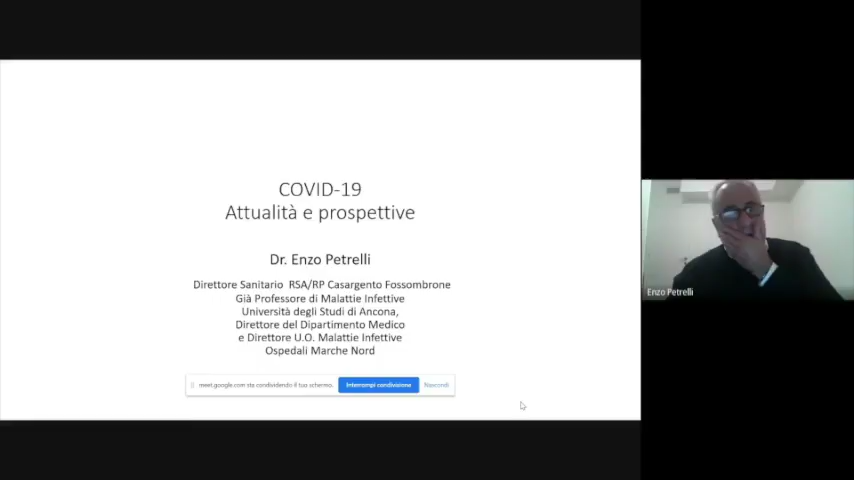 COVID-19
Attualità e prospettive
Dr. Enzo Petrelli
Direttore Sanitario RSA/RP Casargento Fossombrone
Già Professore di Malattie Infettive
Università degli Studi di Ancona,
Direttore del Dipartimento Medico
e Direttore U.O. Malattie Infettive
Ospedali Marche Nord
meet.google.com sta condividendo il tuo schermo.
Interrompi condivisione
Nascondi
Enzo Petrelli